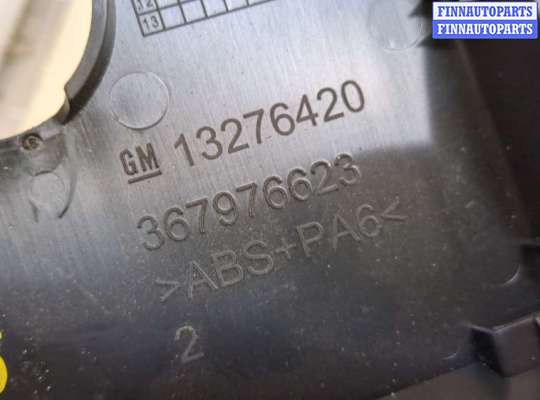 FINNAUTOPARTS
FINNAUTOPARTS
12
13
GM 13276420
367976623
>ABS+PA6<
2